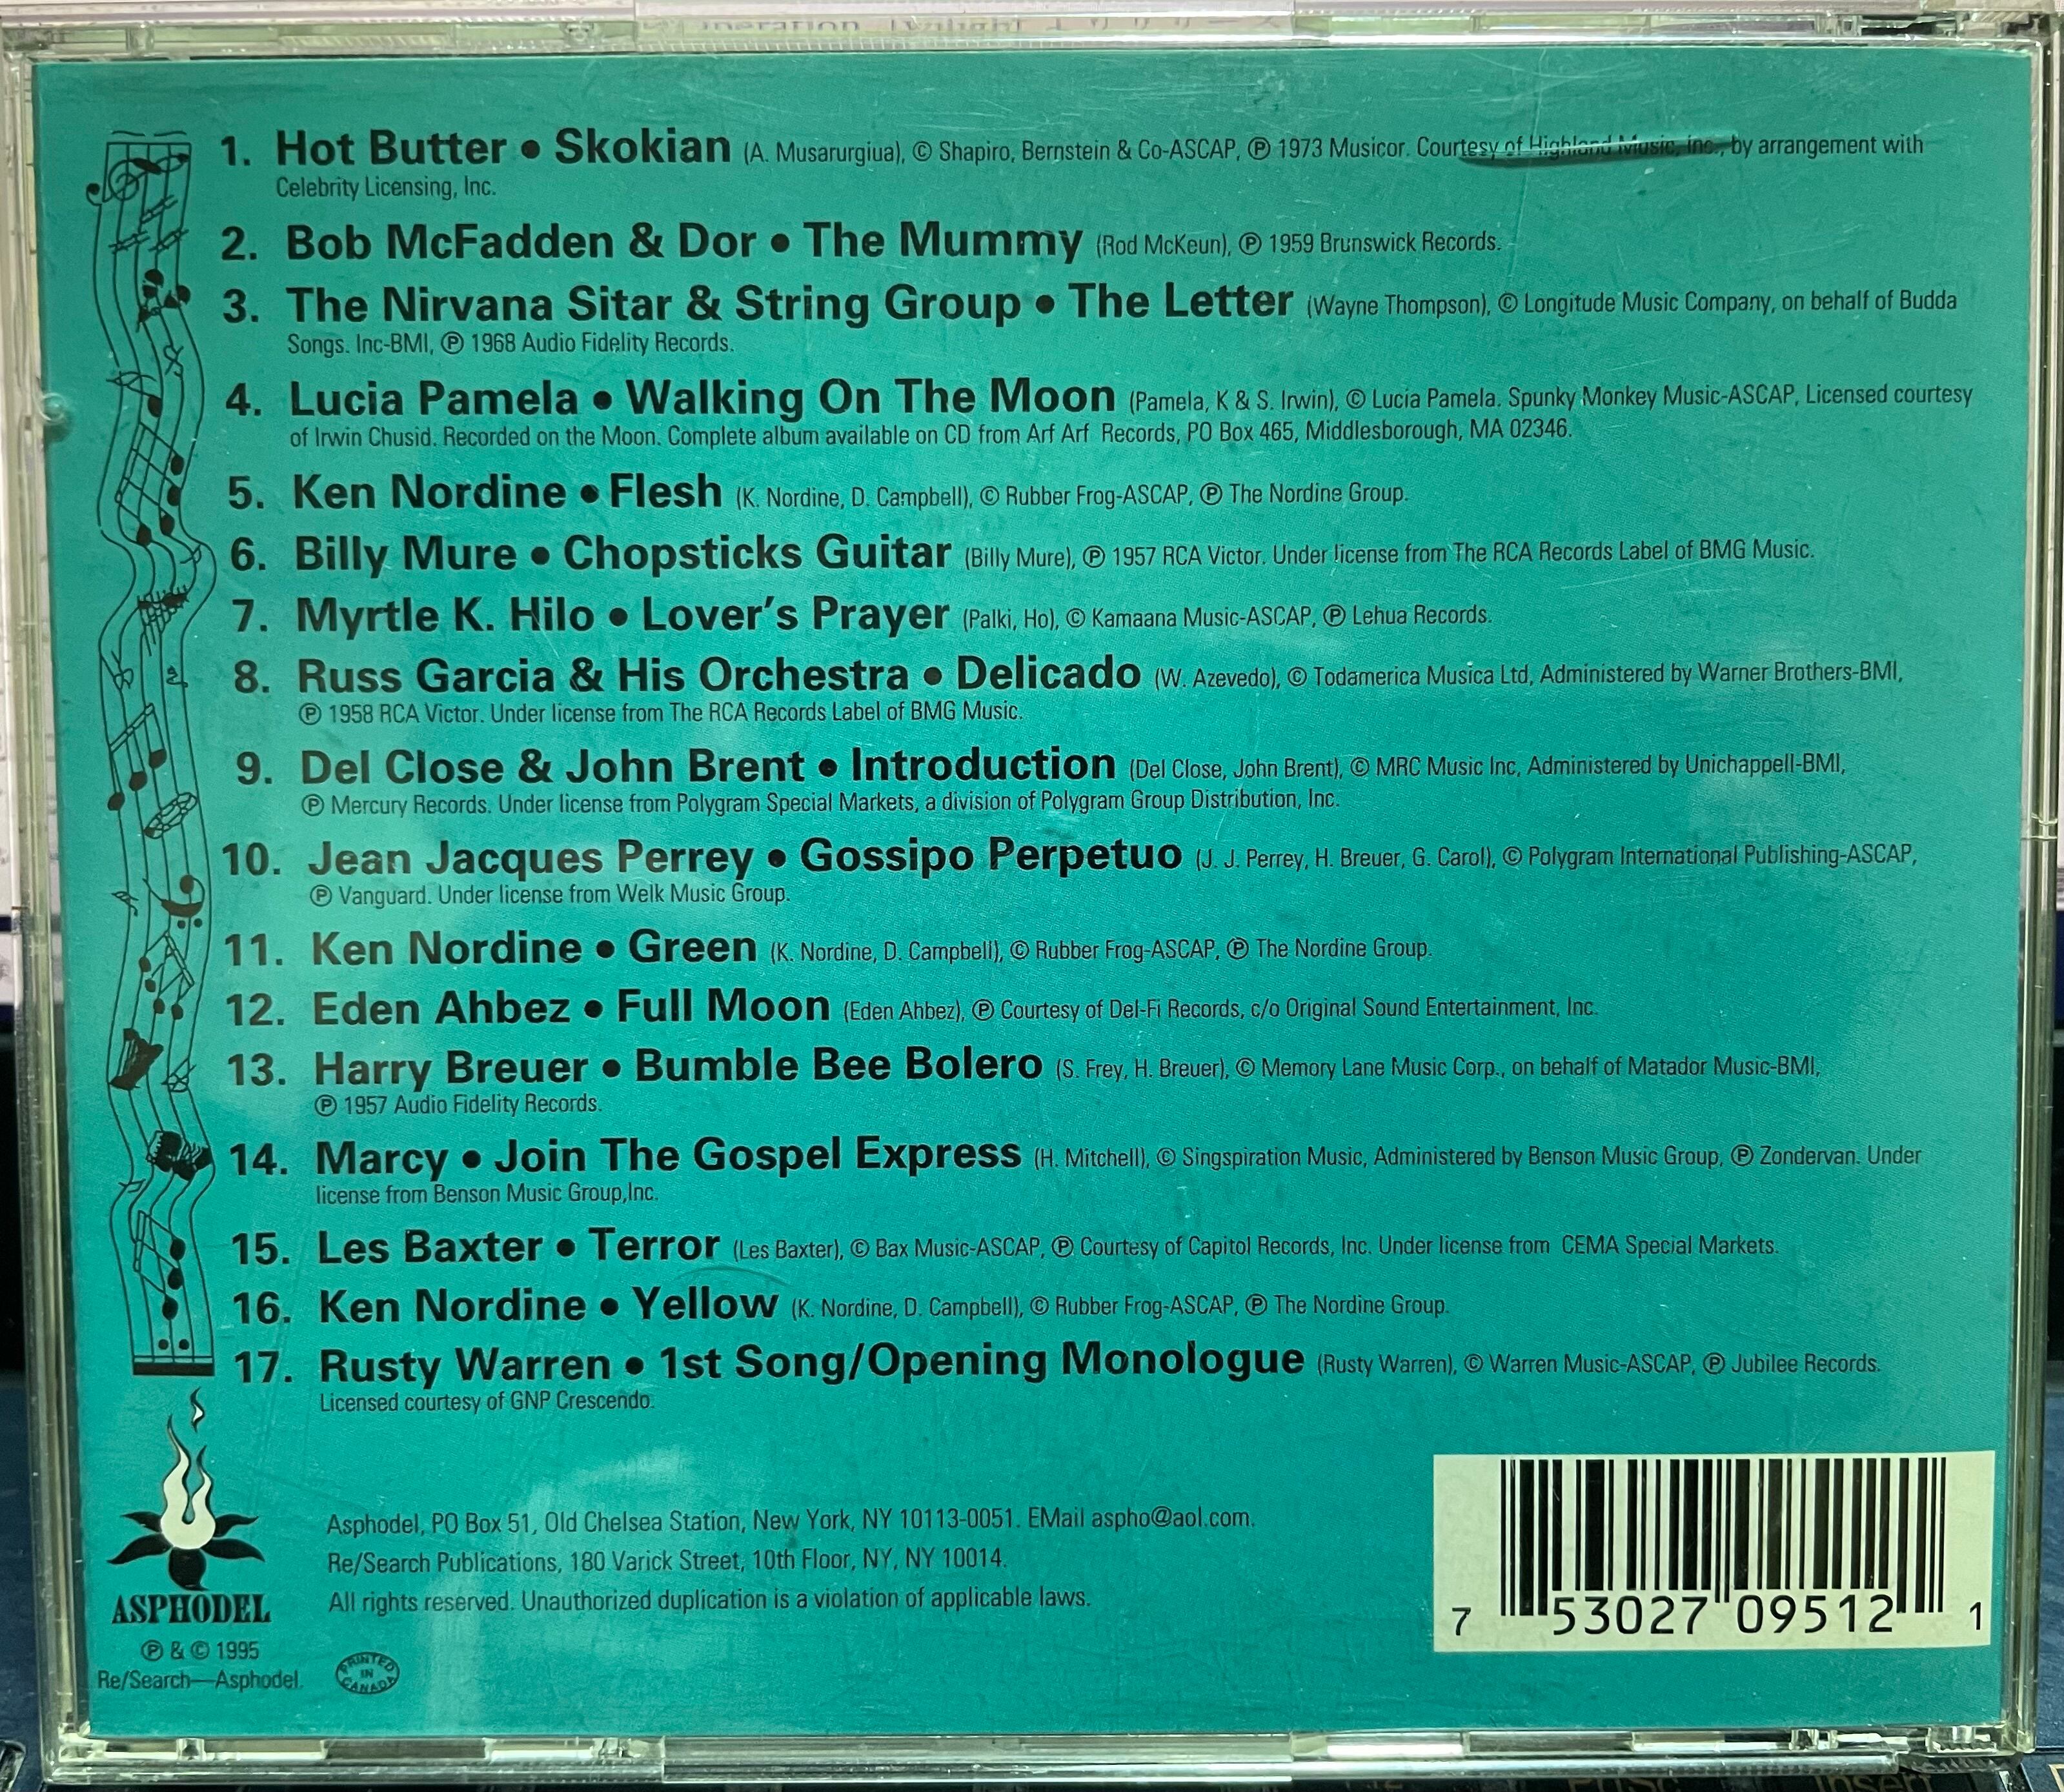 1. Hot Butter • Skokian (A. Musarurgiua), © Shapiro, Bernstein & Co-ASCAP, ℗ 1973 Musicor. Courtesy of Highland Music, Inc., by arrangement with
Celebrity Licensing, Inc.
2. Bob McFadden & Dor • The Mummy (Rod McKeun), ℗ 1959 Brunswick Records.
3. The Nirvana Sitar & String Group • The Letter (Wayne Thompson), © Longitude Music Company, on behalf of Budda
Songs. Inc-BMI, ℗ 1968 Audio Fidelity Records.
4. Lucia Pamela • Walking On The Moon (Pamela, K & S. Irwin), © Lucia Pamela. Spunky Monkey Music-ASCAP, Licensed courtesy
of Irwin Chusid. Recorded on the Moon. Complete album available on CD from Arf Arf Records, PO Box 465, Middlesborough, MA 02346.
5. Ken Nordine • Flesh (K. Nordine, D. Campbell), © Rubber Frog-ASCAP, ℗ The Nordine Group.
6. Billy Mure • Chopsticks Guitar (Billy Mure), ℗ 1957 RCA Victor. Under license from The RCA Records Label of BMG Music.
7. Myrtle K. Hilo • Lover's Prayer (Palki, Ho), © Kamaana Music-ASCAP, ℗ Lehua Records.
8. Russ Garcia & His Orchestra • Delicado (W. Azevedo), © Todamerica Musica Ltd, Administered by Warner Brothers-BMI,
℗ 1958 RCA Victor. Under license from The RCA Records Label of BMG Music.
9. Del Close & John Brent • Introduction (Del Close, John Brent), © MRC Music Inc, Administered by Unichappell-BMI,
℗ Mercury Records. Under license from Polygram Special Markets, a division of Polygram Group Distribution, Inc.
10. Jean Jacques Perrey • Gossipo Perpetuo (J. J. Perrey, H. Breuer, G. Carol), © Polygram International Publishing-ASCAP,
℗ Vanguard. Under license from Welk Music Group.
11. Ken Nordine • Green (K. Nordine, D. Campbell), © Rubber Frog-ASCAP, ℗ The Nordine Group.
12. Eden Ahbez • Full Moon (Eden Ahbez), ℗ Courtesy of Del-Fi Records, c/o Original Sound Entertainment, Inc.
13. Harry Breuer • Bumble Bee Bolero (S. Frey, H. Breuer), © Memory Lane Music Corp., on behalf of Matador Music-BMI,
℗ 1957 Audio Fidelity Records.
14. Marcy • Join The Gospel Express (H. Mitchell), © Singspiration Music, Administered by Benson Music Group, ℗ Zondervan. Under
license from Benson Music Group,Inc.
15. Les Baxter • Terror (Les Baxter), © Bax Music-ASCAP, ℗ Courtesy of Capitol Records, Inc. Under license from CEMA Special Markets.
16. Ken Nordine • Yellow (K. Nordine, D. Campbell), © Rubber Frog-ASCAP, ℗ The Nordine Group.
17. Rusty Warren • 1st Song/Opening Monologue (Rusty Warren), © Warren Music-ASCAP, ℗ Jubilee Records.
Licensed courtesy of GNP Crescendo.
Asphodel, PO Box 51, Old Chelsea Station, New York, NY 10113-0051. EMail aspho@aol.com.
Re/Search Publications, 180 Varick Street, 10th Floor, NY, NY 10014.
All rights reserved. Unauthorized duplication is a violation of applicable laws.
ASPHODEL
℗ & © 1995
Re/Search—Asphodel.
PRINTED IN CANADA
7 53027 09512 1